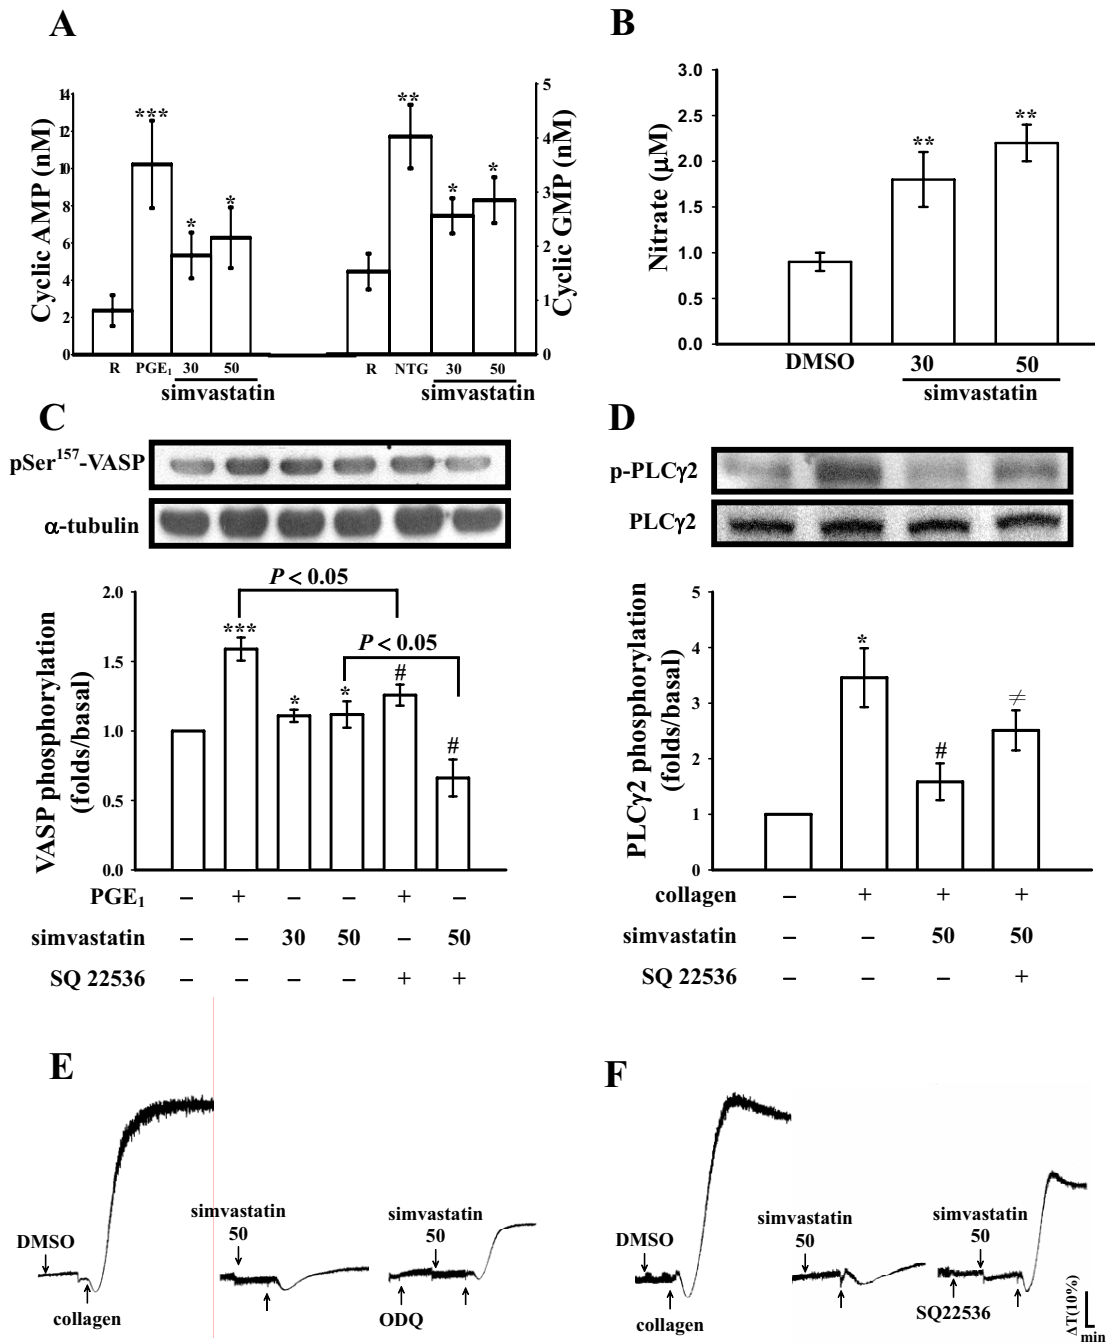 A
Cyclic AMP (nM)
14
12
10
8
6
4
2
0
*** * * ** * *
5
4
3
2
1
0
Cyclic GMP (nM)
R PGE₁ 30 50 R NTG 30 50
simvastatin simvastatin
B
Nitrate (μM)
3.0
2.5
2.0
1.5
1.0
0.5
0.0
** **
DMSO 30 50
simvastatin
C
pSer¹⁵⁷-VASP
α-tubulin
VASP phosphorylation
(folds/basal)
2.0
1.5
1.0
0.5
0.0
P < 0.05
P < 0.05
*** * * # #
PGE₁ – + – – + –
simvastatin – – 30 50 – 50
SQ 22536 – – – – + +
D
p-PLCγ2
PLCγ2
PLCγ2 phosphorylation
(folds/basal)
5
4
3
2
1
0
* # ≠
collagen – + + +
simvastatin – – 50 50
SQ 22536 – – – +
E
DMSO
collagen
simvastatin
50
simvastatin
50
ODQ
F
DMSO
collagen
simvastatin
50
simvastatin
50
SQ22536
ΔT(10%)
min